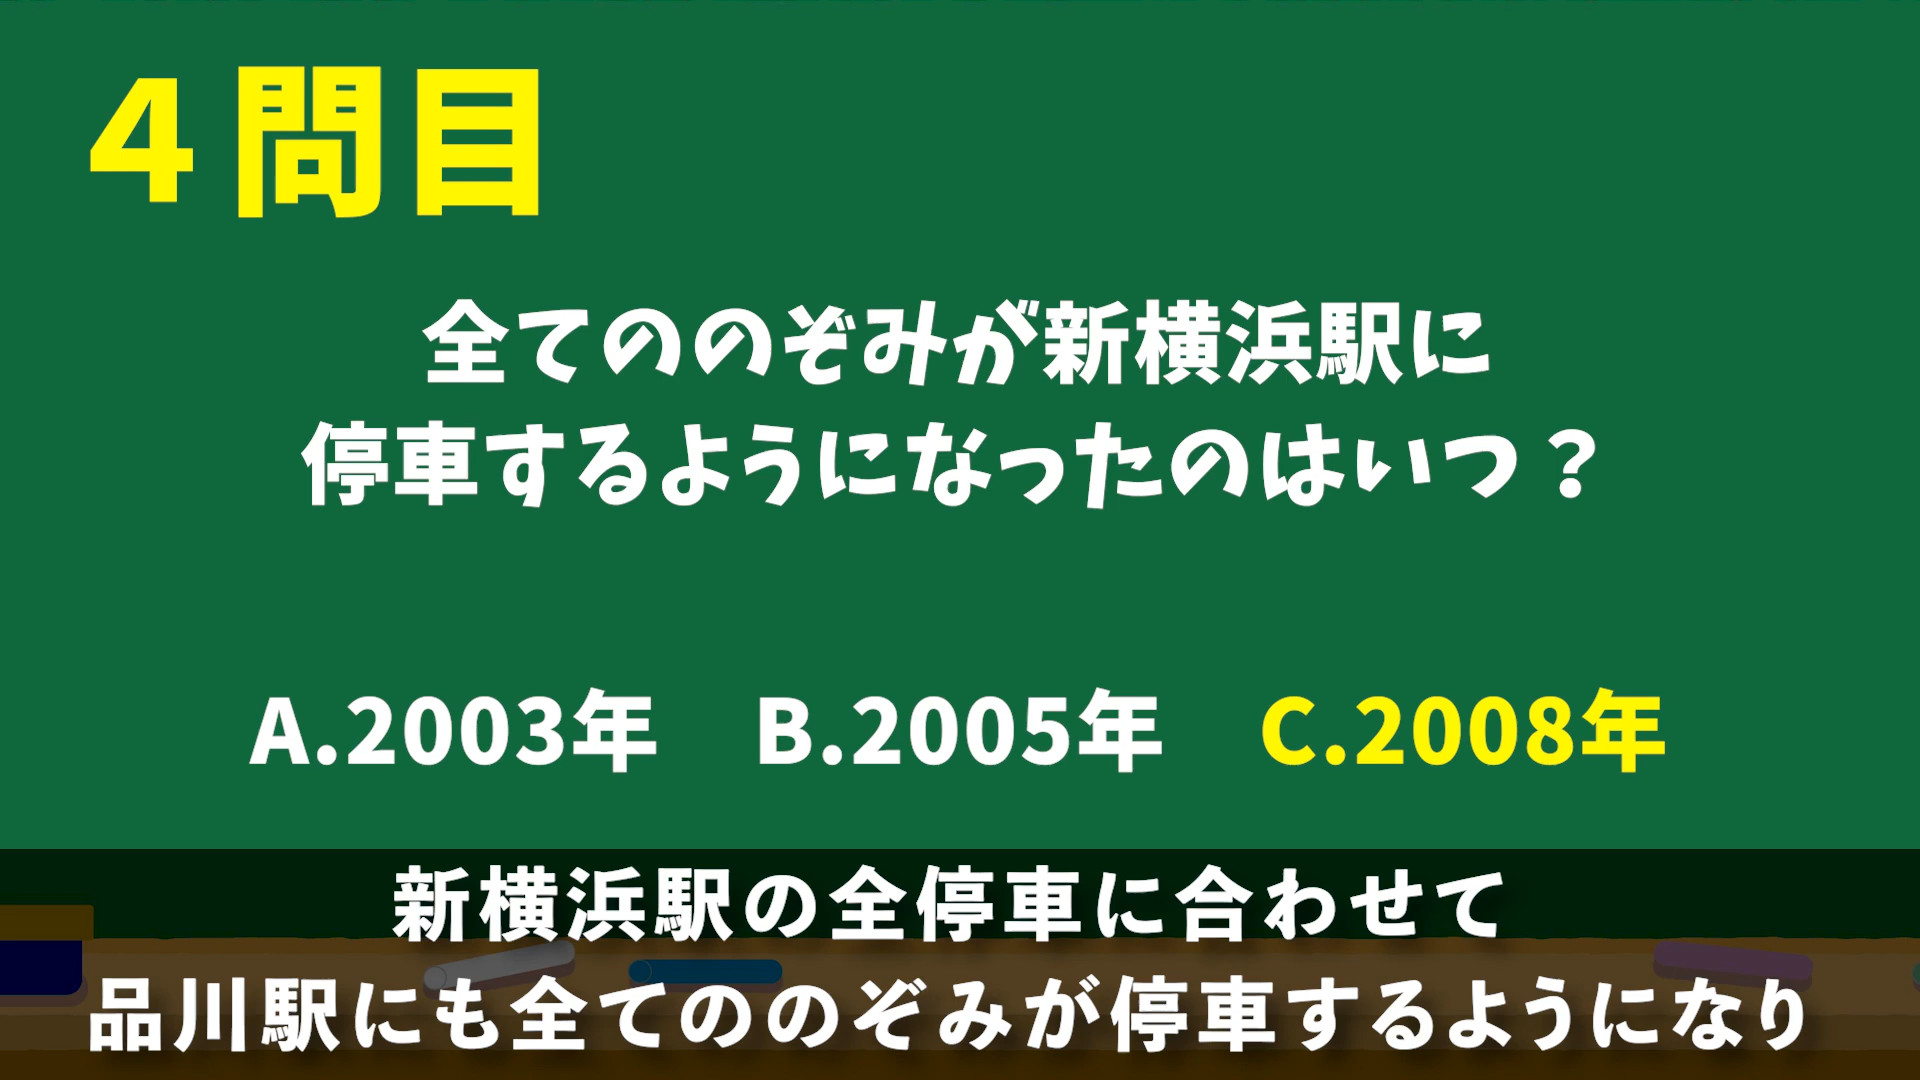 ４問目
全てののぞみが新横浜駅に
停車するようになったのはいつ？
A.2003年　B.2005年　C.2008年
新横浜駅の全停車に合わせて
品川駅にも全てののぞみが停車するようになり